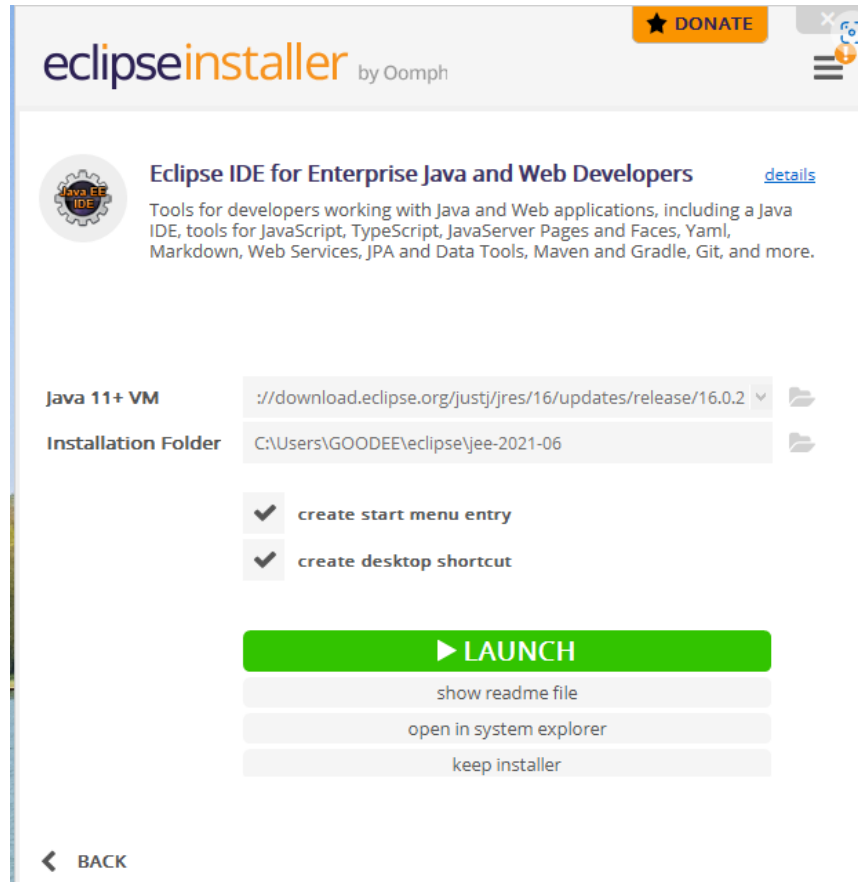 DONATE
eclipseinstaller by Oomph
Java EE
IDE
Eclipse IDE for Enterprise Java and Web Developers
details
Tools for developers working with Java and Web applications, including a Java
IDE, tools for JavaScript, TypeScript, JavaServer Pages and Faces, Yaml,
Markdown, Web Services, JPA and Data Tools, Maven and Gradle, Git, and more.
Java 11+ VM ://download.eclipse.org/justj/jres/16/updates/release/16.0.2
Installation Folder C:\Users\GOODEE\eclipse\jee-2021-06
create start menu entry
create desktop shortcut
LAUNCH
show readme file
open in system explorer
keep installer
BACK